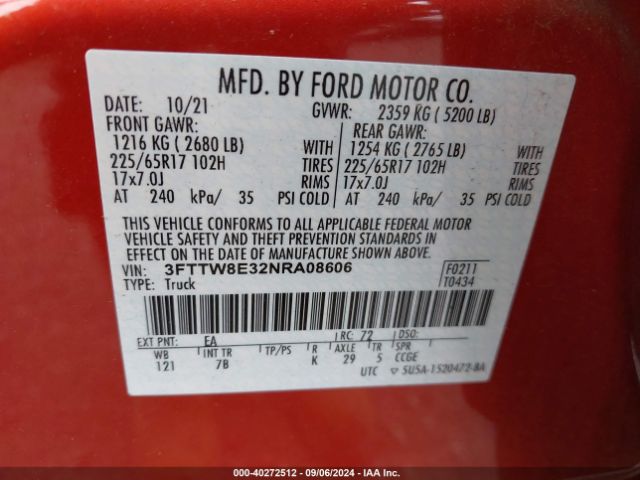 MFD. BY FORD MOTOR CO.
DATE: 10/21 GVWR: 2359 KG ( 5200 LB)
FRONT GAWR: REAR GAWR:
1216 KG ( 2680 LB) WITH 1254 KG ( 2765 LB) WITH
225/65R17 102H TIRES 225/65R17 102H TIRES
17x7.0J RIMS 17x7.0J RIMS
AT 240 kPa/ 35 PSI COLD AT 240 kPa/ 35 PSI COLD
THIS VEHICLE CONFORMS TO ALL APPLICABLE FEDERAL MOTOR
VEHICLE SAFETY AND THEFT PREVENTION STANDARDS IN
EFFECT ON THE DATE OF MANUFACTURE SHOWN ABOVE.
VIN: 3FTTW8E32NRA08606 F0211
TYPE: Truck T0434
EXT PNT: EA RC: 72 DSO:
WB INT TR TP/PS R AXLE TR SPR
121 7B K 29 5 CCGE
UTC 5U5A-1520472-BA
000-40272512 - 09/06/2024 - IAAI.com